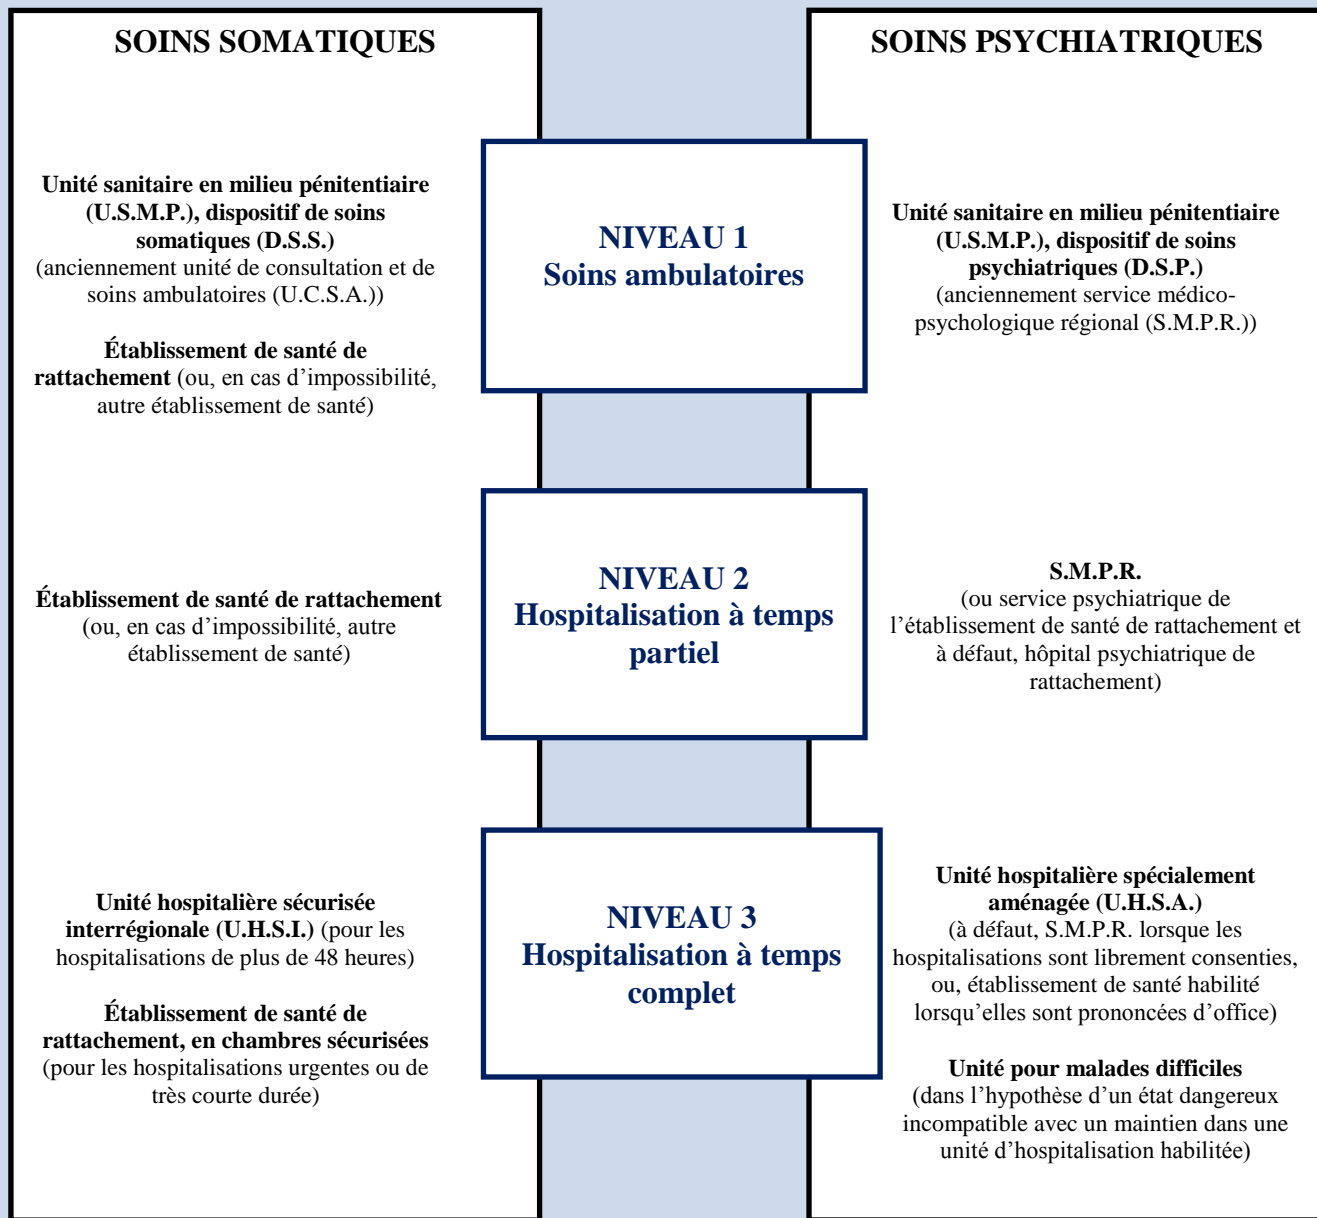 SOINS SOMATIQUES
Unité sanitaire en milieu pénitentiaire
(U.S.M.P.), dispositif de soins
somatiques (D.S.S.)
(anciennement unité de consultation et de
soins ambulatoires (U.C.S.A.))
Établissement de santé de
rattachement (ou, en cas d’impossibilité,
autre établissement de santé)
Établissement de santé de rattachement
(ou, en cas d’impossibilité, autre
établissement de santé)
Unité hospitalière sécurisée
interrégionale (U.H.S.I.) (pour les
hospitalisations de plus de 48 heures)
Établissement de santé de
rattachement, en chambres sécurisées
(pour les hospitalisations urgentes ou de
très courte durée)
NIVEAU 1
Soins ambulatoires
NIVEAU 2
Hospitalisation à temps
partiel
NIVEAU 3
Hospitalisation à temps
complet
SOINS PSYCHIATRIQUES
Unité sanitaire en milieu pénitentiaire
(U.S.M.P.), dispositif de soins
psychiatriques (D.S.P.)
(anciennement service médico-
psychologique régional (S.M.P.R.))
S.M.P.R.
(ou service psychiatrique de
l’établissement de santé de rattachement et
à défaut, hôpital psychiatrique de
rattachement)
Unité hospitalière spécialement
aménagée (U.H.S.A.)
(à défaut, S.M.P.R. lorsque les
hospitalisations sont librement consenties,
ou, établissement de santé habilité
lorsqu’elles sont prononcées d’office)
Unité pour malades difficiles
(dans l’hypothèse d’un état dangereux
incompatible avec un maintien dans une
unité d’hospitalisation habilitée)